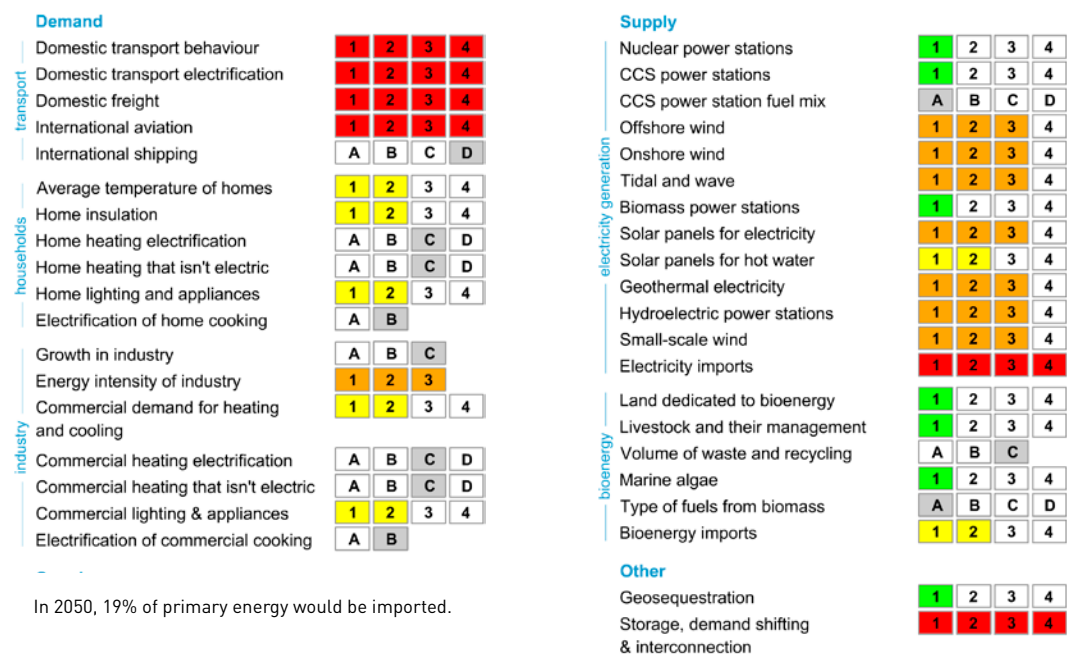 Demand
transport
Domestic transport behaviour 1 2 3 4
Domestic transport electrification 1 2 3 4
Domestic freight 1 2 3 4
International aviation 1 2 3 4
International shipping A B C D
households
Average temperature of homes 1 2 3 4
Home insulation 1 2 3 4
Home heating electrification A B C D
Home heating that isn't electric A B C D
Home lighting and appliances 1 2 3 4
Electrification of home cooking A B
industry
Growth in industry A B C
Energy intensity of industry 1 2 3
Commercial demand for heating 1 2 3 4
and cooling
Commercial heating electrification A B C D
Commercial heating that isn't electric A B C D
Commercial lighting & appliances 1 2 3 4
Electrification of commercial cooking A B
In 2050, 19% of primary energy would be imported.
Supply
electricity generation
Nuclear power stations 1 2 3 4
CCS power stations 1 2 3 4
CCS power station fuel mix A B C D
Offshore wind 1 2 3 4
Onshore wind 1 2 3 4
Tidal and wave 1 2 3 4
Biomass power stations 1 2 3 4
Solar panels for electricity 1 2 3 4
Solar panels for hot water 1 2 3 4
Geothermal electricity 1 2 3 4
Hydroelectric power stations 1 2 3 4
Small-scale wind 1 2 3 4
Electricity imports 1 2 3 4
bioenergy
Land dedicated to bioenergy 1 2 3 4
Livestock and their management 1 2 3 4
Volume of waste and recycling A B C
Marine algae 1 2 3 4
Type of fuels from biomass A B C D
Bioenergy imports 1 2 3 4
Other
Geosequestration 1 2 3 4
Storage, demand shifting 1 2 3 4
& interconnection